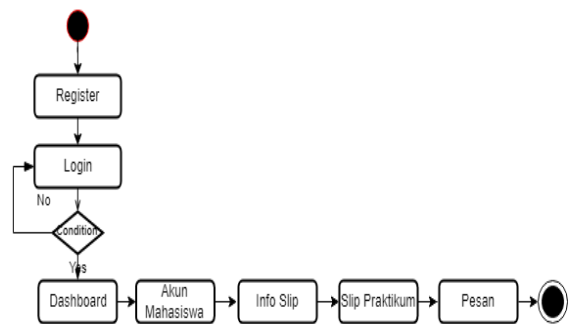 Register
Login
No
Condition
Yes
Dashboard
Akun
Mahasiswa
Info Slip
Slip Praktikum
Pesan